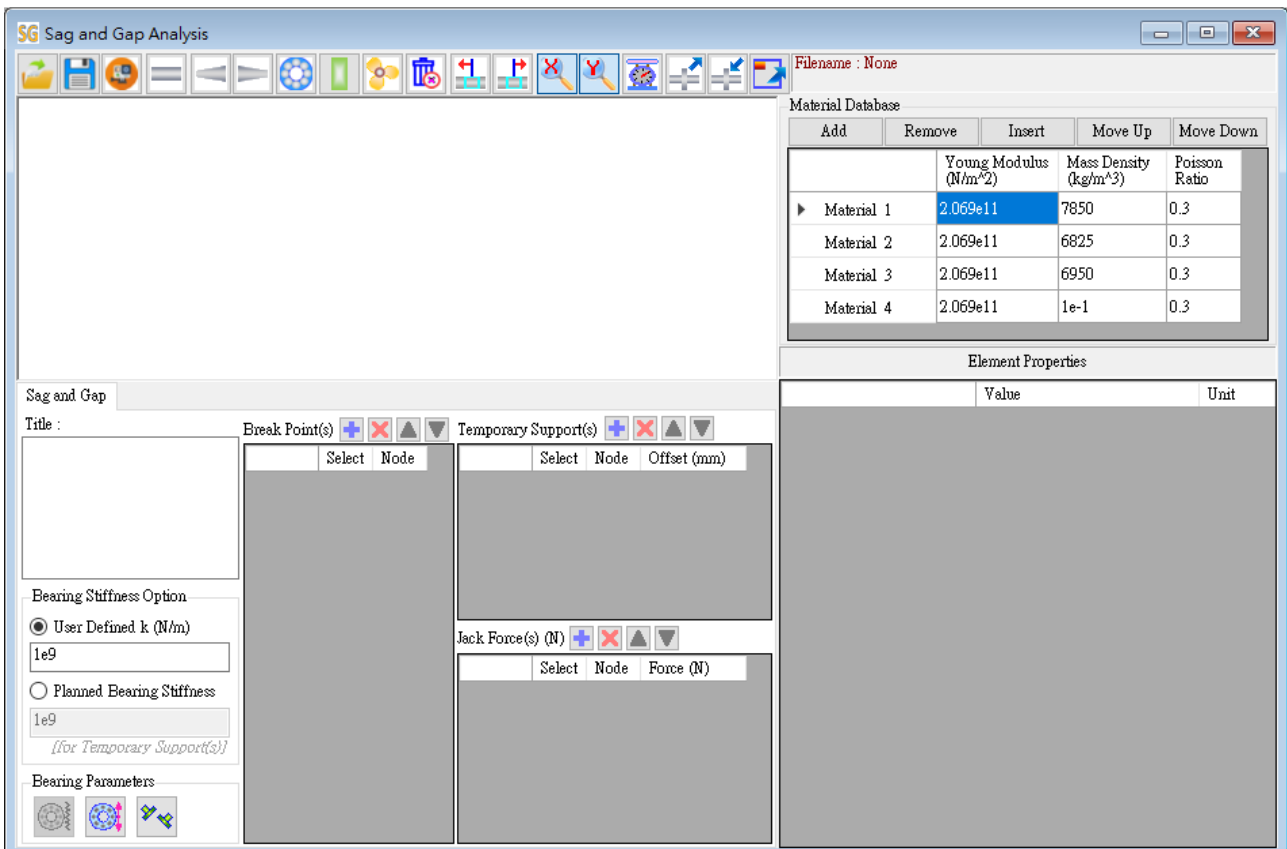 SG Sag and Gap Analysis
X Y
Filename : None
Material Database
Add Remove Insert Move Up Move Down
Young Modulus (N/m^2) Mass Density (kg/m^3) Poisson Ratio
Material 1 2.069e11 7850 0.3
Material 2 2.069e11 6825 0.3
Material 3 2.069e11 6950 0.3
Material 4 2.069e11 1e-1 0.3
Element Properties
Value Unit
Sag and Gap
Title :
Break Point(s)
Select Node
Temporary Support(s)
Select Node Offset (mm)
Bearing Stiffness Option
User Defined k (N/m)
1e9
Planned Bearing Stiffness
1e9
[for Temporary Support(s)]
Jack Force(s) (N)
Select Node Force (N)
Bearing Parameters